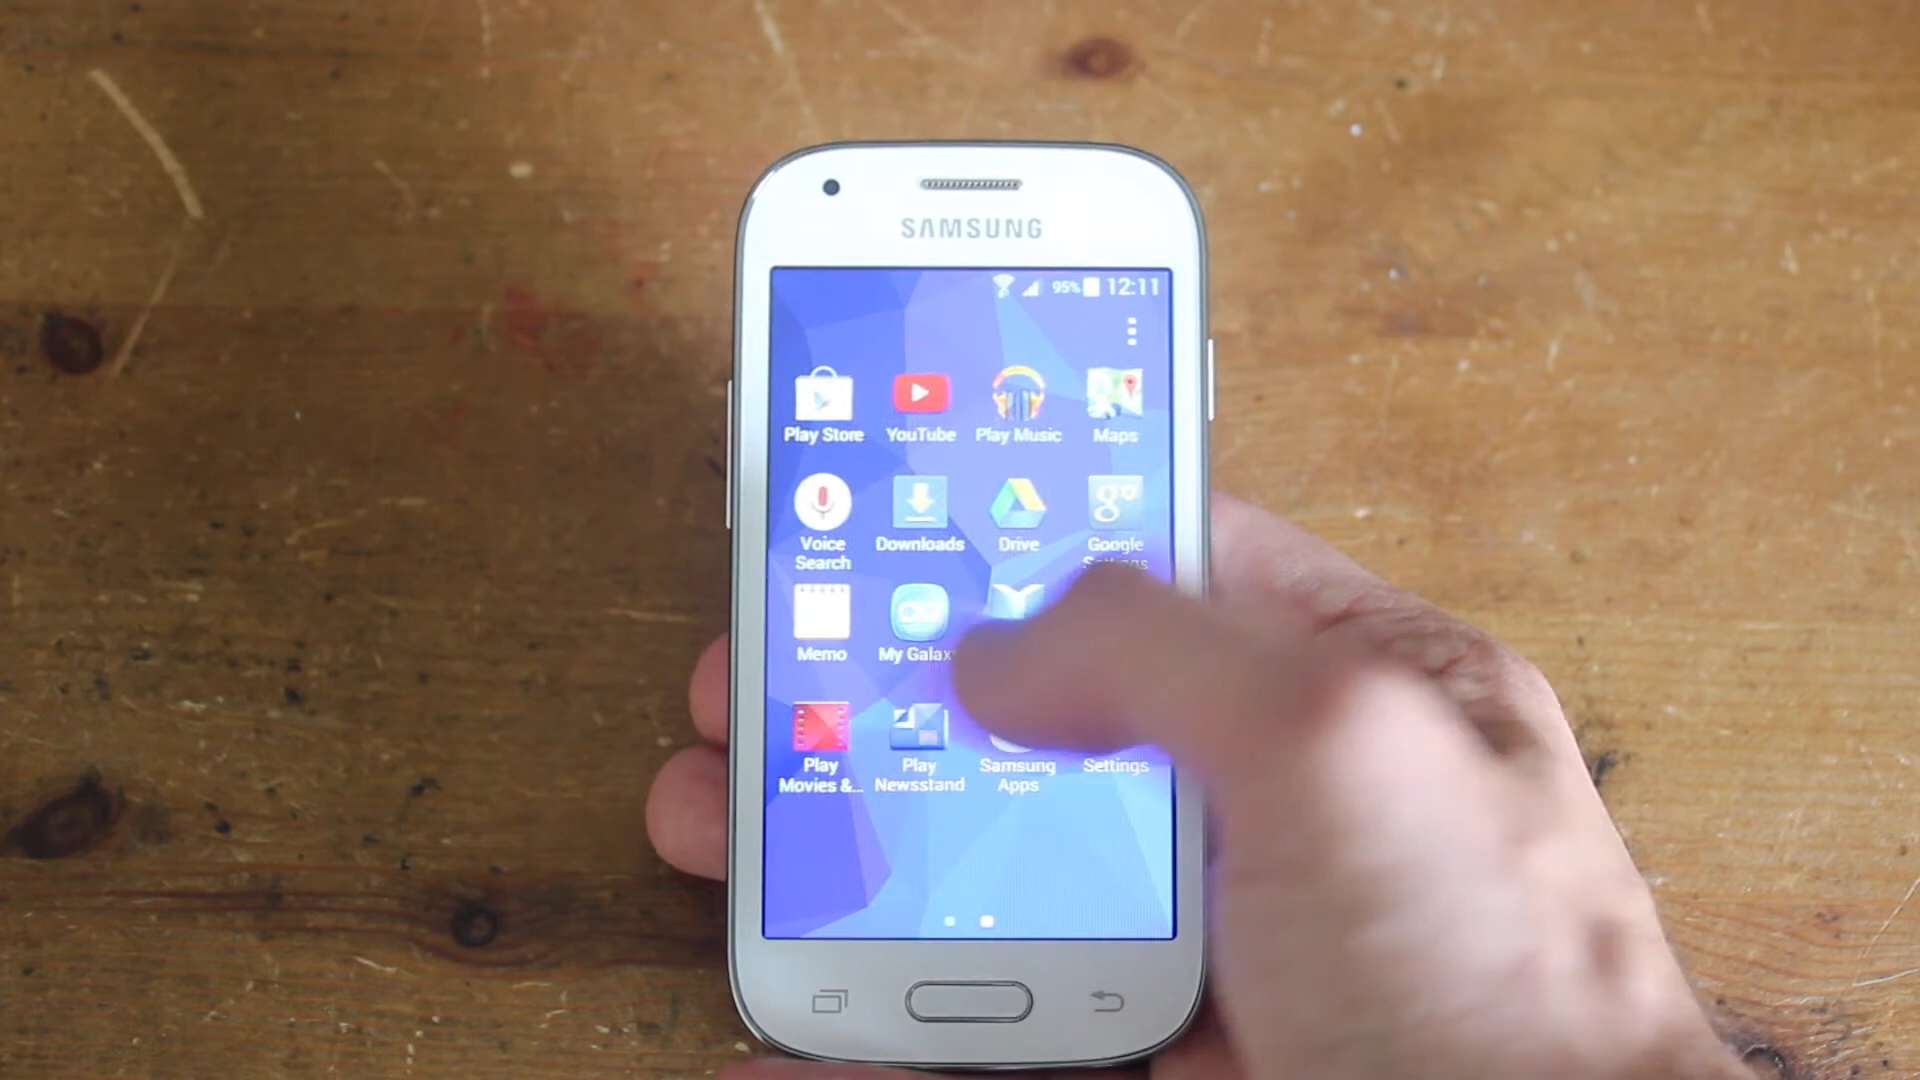 SAMSUNG
95% 12:11
Play Store YouTube Play Music Maps
Voice Search Downloads Drive Google
Memo My
Play Movies &... Play Newsstand Samsung Apps Settings